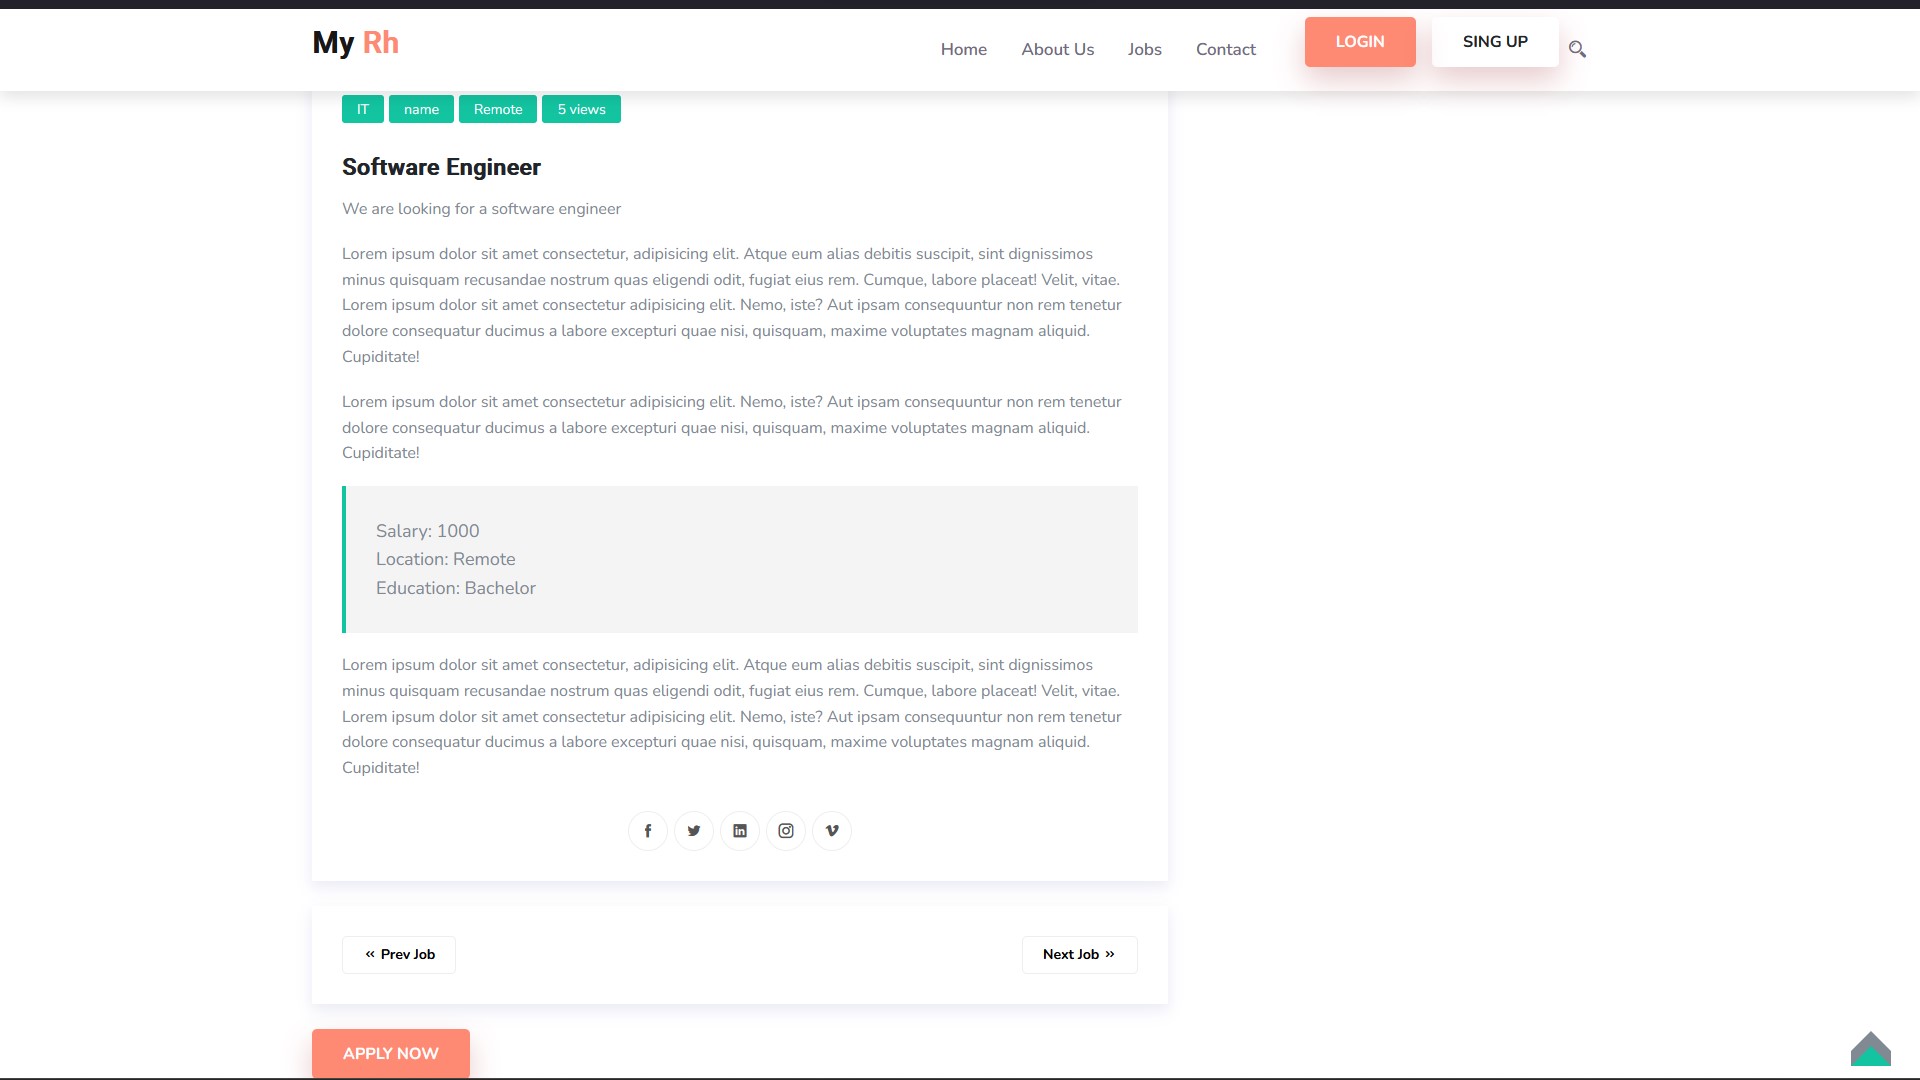 My Rh
Home About Us Jobs Contact LOGIN SING UP
IT name Remote 5 views
Software Engineer
We are looking for a software engineer
Lorem ipsum dolor sit amet consectetur, adipisicing elit. Atque eum alias debitis suscipit, sint dignissimos
minus quisquam recusandae nostrum quas eligendi odit, fugiat eius rem. Cumque, labore placeat! Velit, vitae.
Lorem ipsum dolor sit amet consectetur adipisicing elit. Nemo, iste? Aut ipsam consequuntur non rem tenetur
dolore consequatur ducimus a labore excepturi quae nisi, quisquam, maxime voluptates magnam aliquid.
Cupiditate!
Lorem ipsum dolor sit amet consectetur adipisicing elit. Nemo, iste? Aut ipsam consequuntur non rem tenetur
dolore consequatur ducimus a labore excepturi quae nisi, quisquam, maxime voluptates magnam aliquid.
Cupiditate!
Salary: 1000
Location: Remote
Education: Bachelor
Lorem ipsum dolor sit amet consectetur, adipisicing elit. Atque eum alias debitis suscipit, sint dignissimos
minus quisquam recusandae nostrum quas eligendi odit, fugiat eius rem. Cumque, labore placeat! Velit, vitae.
Lorem ipsum dolor sit amet consectetur adipisicing elit. Nemo, iste? Aut ipsam consequuntur non rem tenetur
dolore consequatur ducimus a labore excepturi quae nisi, quisquam, maxime voluptates magnam aliquid.
Cupiditate!
« Prev Job Next Job »
APPLY NOW